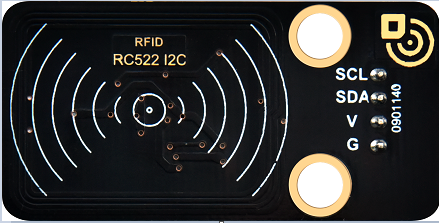 RFID
RC522 I2C
SCL
SDA
V
G
0901140